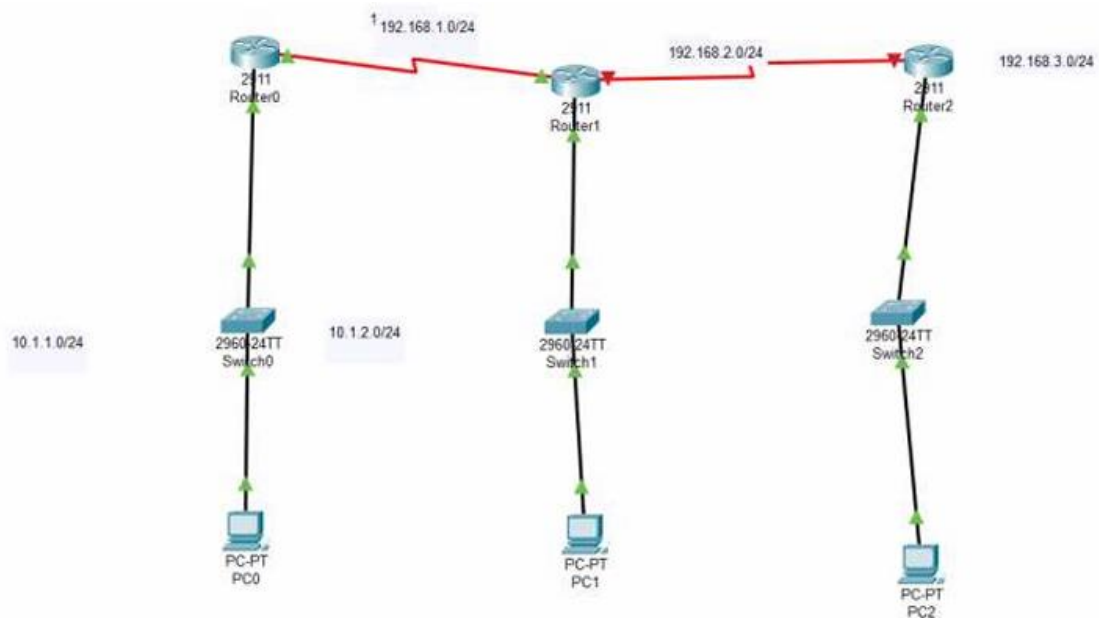 1
192.168.1.0/24
192.168.2.0/24
192.168.3.0/24
2911
Router0
2911
Router1
2911
Router2
10.1.1.0/24
2960-24TT
Switch0
10.1.2.0/24
2960-24TT
Switch1
2960-24TT
Switch2
PC-PT
PC0
PC-PT
PC1
PC-PT
PC2